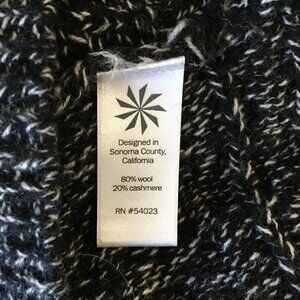 Designed in
Sonoma County,
California
80% wool
20% cashmere
RN #54023